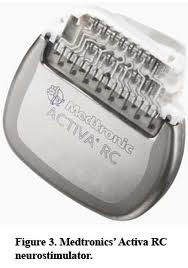 Medtronic
ACTIVA® RC
Figure 3. Medtronics’ Activa RC
neurostimulator.